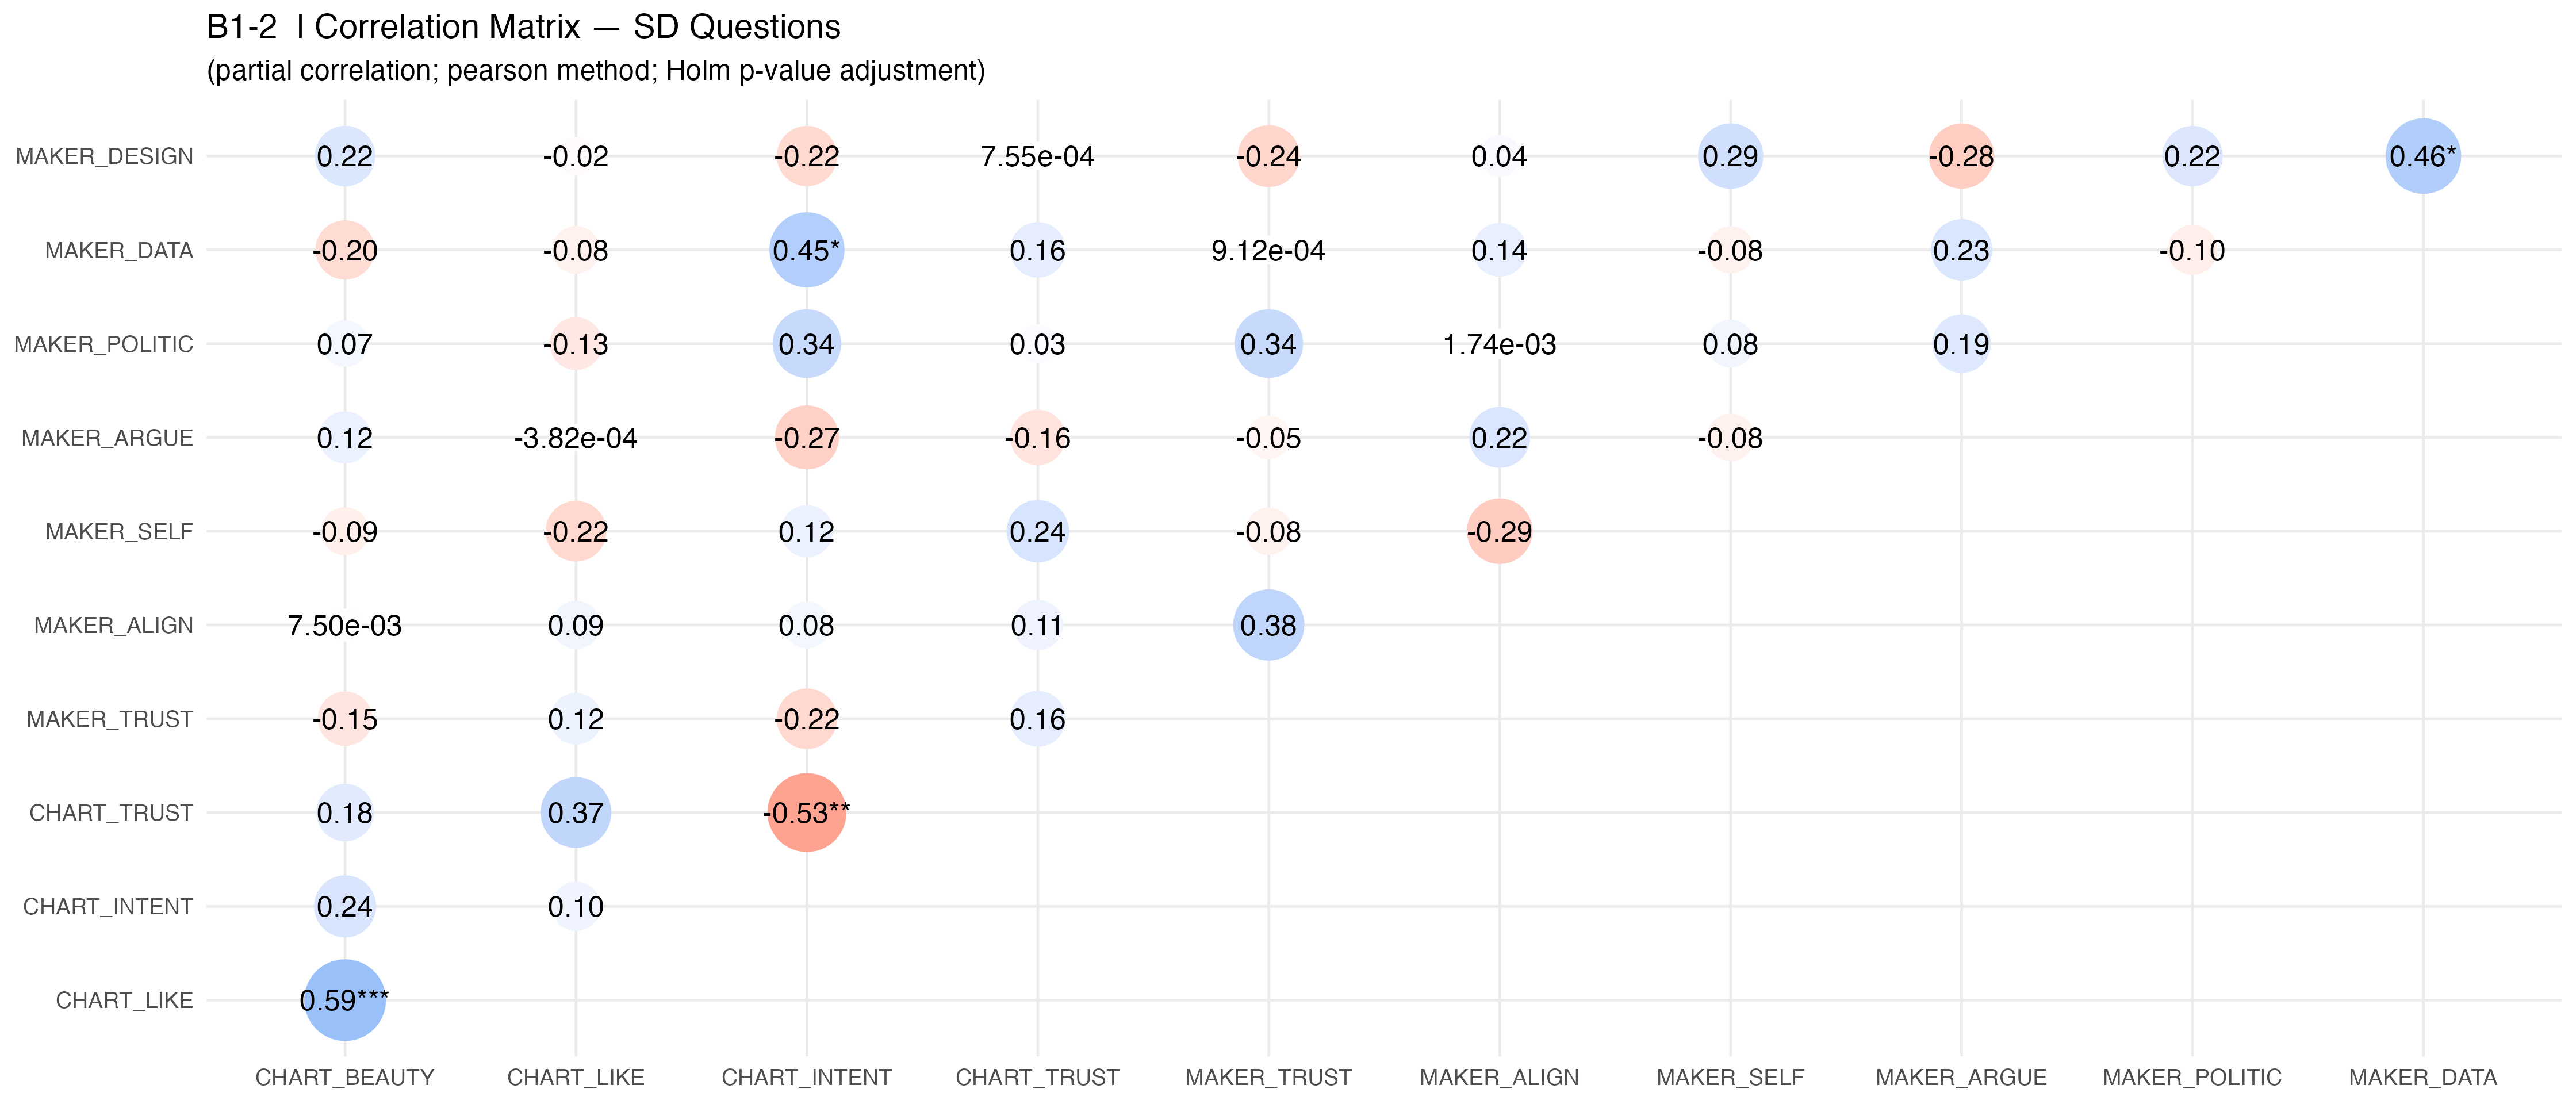 B1-2 | Correlation Matrix — SD Questions
(partial correlation; pearson method; Holm p-value adjustment)
MAKER_DESIGN 0.22 -0.02 -0.22 7.55e-04 -0.24 0.04 0.29 -0.28 0.22 0.46*
MAKER_DATA -0.20 -0.08 0.45* 0.16 9.12e-04 0.14 -0.08 0.23 -0.10
MAKER_POLITIC 0.07 -0.13 0.34 0.03 0.34 1.74e-03 0.08 0.19
MAKER_ARGUE 0.12 -3.82e-04 -0.27 -0.16 -0.05 0.22 -0.08
MAKER_SELF -0.09 -0.22 0.12 0.24 -0.08 -0.29
MAKER_ALIGN 7.50e-03 0.09 0.08 0.11 0.38
MAKER_TRUST -0.15 0.12 -0.22 0.16
CHART_TRUST 0.18 0.37 -0.53**
CHART_INTENT 0.24 0.10
CHART_LIKE 0.59***
CHART_BEAUTY CHART_LIKE CHART_INTENT CHART_TRUST MAKER_TRUST MAKER_ALIGN MAKER_SELF MAKER_ARGUE MAKER_POLITIC MAKER_DATA